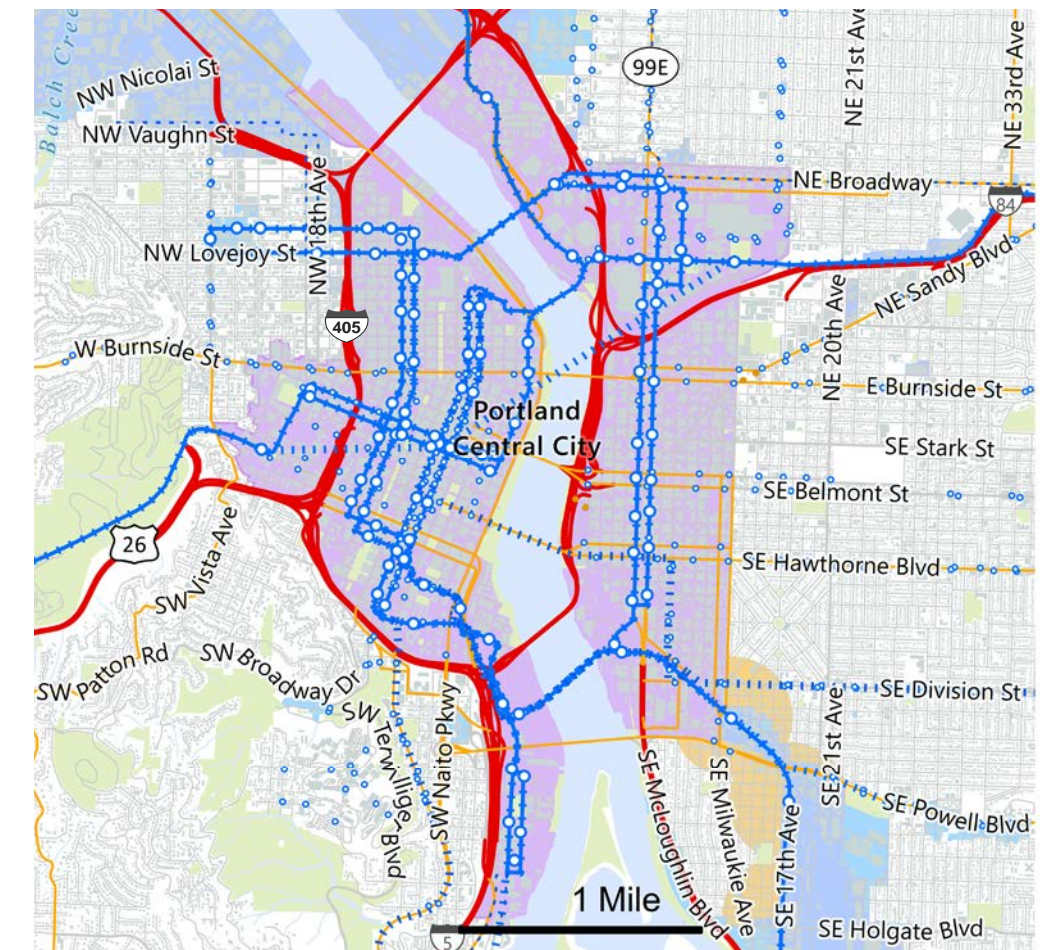 Balch Cree
NW Nicolai St
NW Vaughn St
NW 18th Ave
NW Lovejoy St
405
99E
NE 21st Ave
NE 33rd Ave
NE Broadway
84
NE Sandy Blvd
NE 20th Ave
W Burnside St
E Burnside St
Portland
Central City
SE Stark St
SE Belmont St
26
SW Vista Ave
SE Hawthorne Blvd
SW Patton Rd
SW Broadway Dr
SW Terwilliger Blvd
SW Naito Pkwy
SE Division St
SE 21st Ave
SE McLoughlin Blvd
SE Milwaukie Ave
SE 17th Ave
SE Powell Blvd
1 Mile
5
SE Holgate Blvd